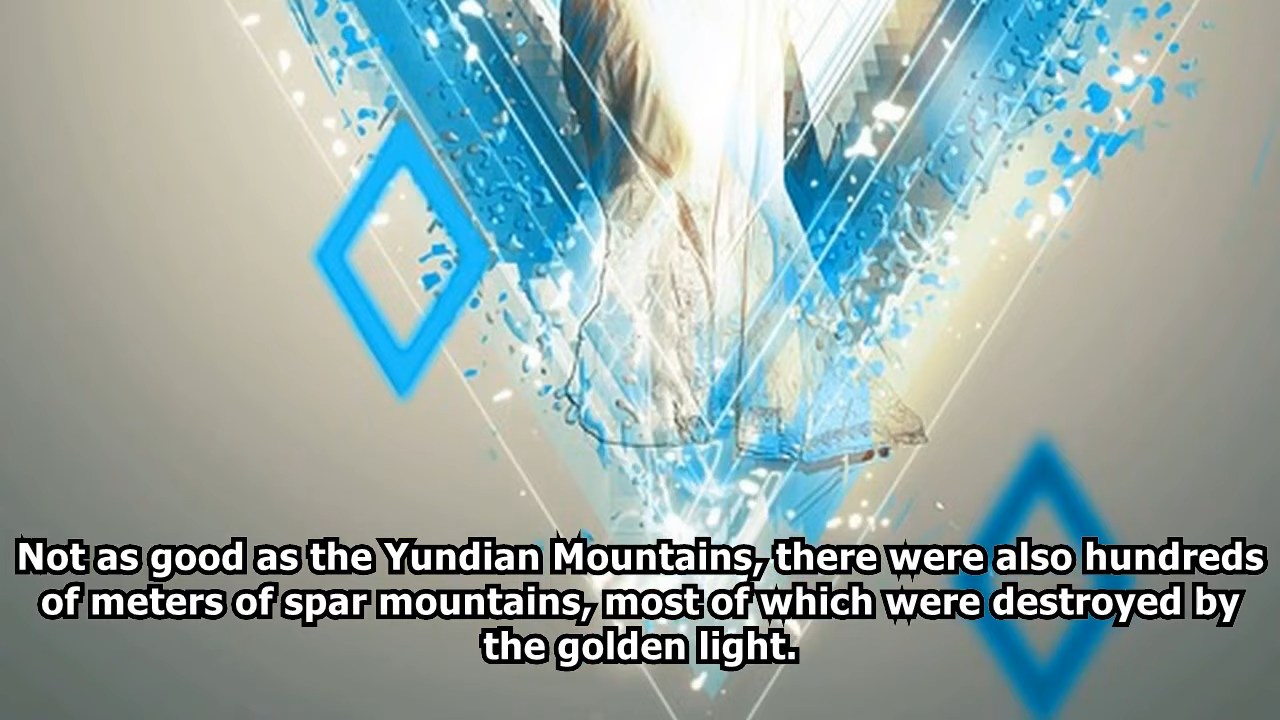 Not as good as the Yundian Mountains, there were also hundreds
of meters of spar mountains, most of which were destroyed by
the golden light.